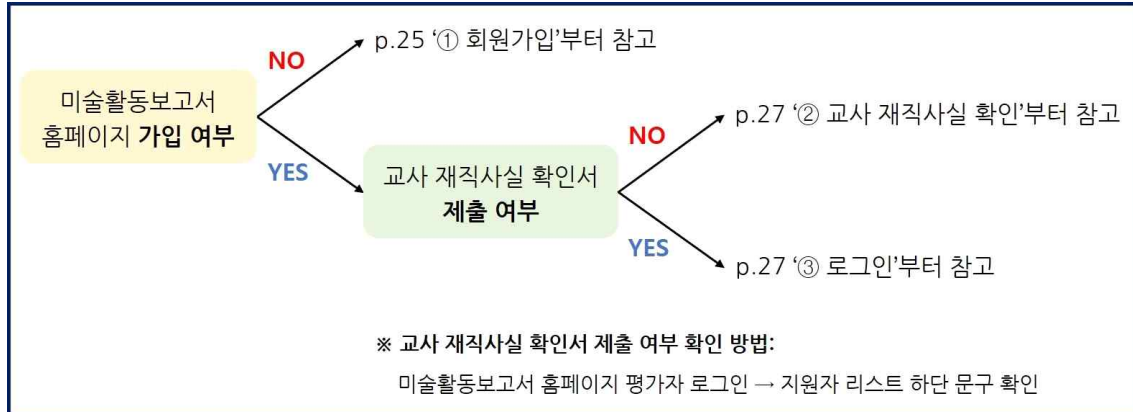 미술활동보고서
홈페이지 가입 여부
NO
p.25 ‘① 회원가입’부터 참고
YES
교사 재직사실 확인서
제출 여부
NO
p.27 ‘② 교사 재직사실 확인’부터 참고
YES
p.27 ‘③ 로그인’부터 참고
※ 교사 재직사실 확인서 제출 여부 확인 방법:
미술활동보고서 홈페이지 평가자 로그인 → 지원자 리스트 하단 문구 확인